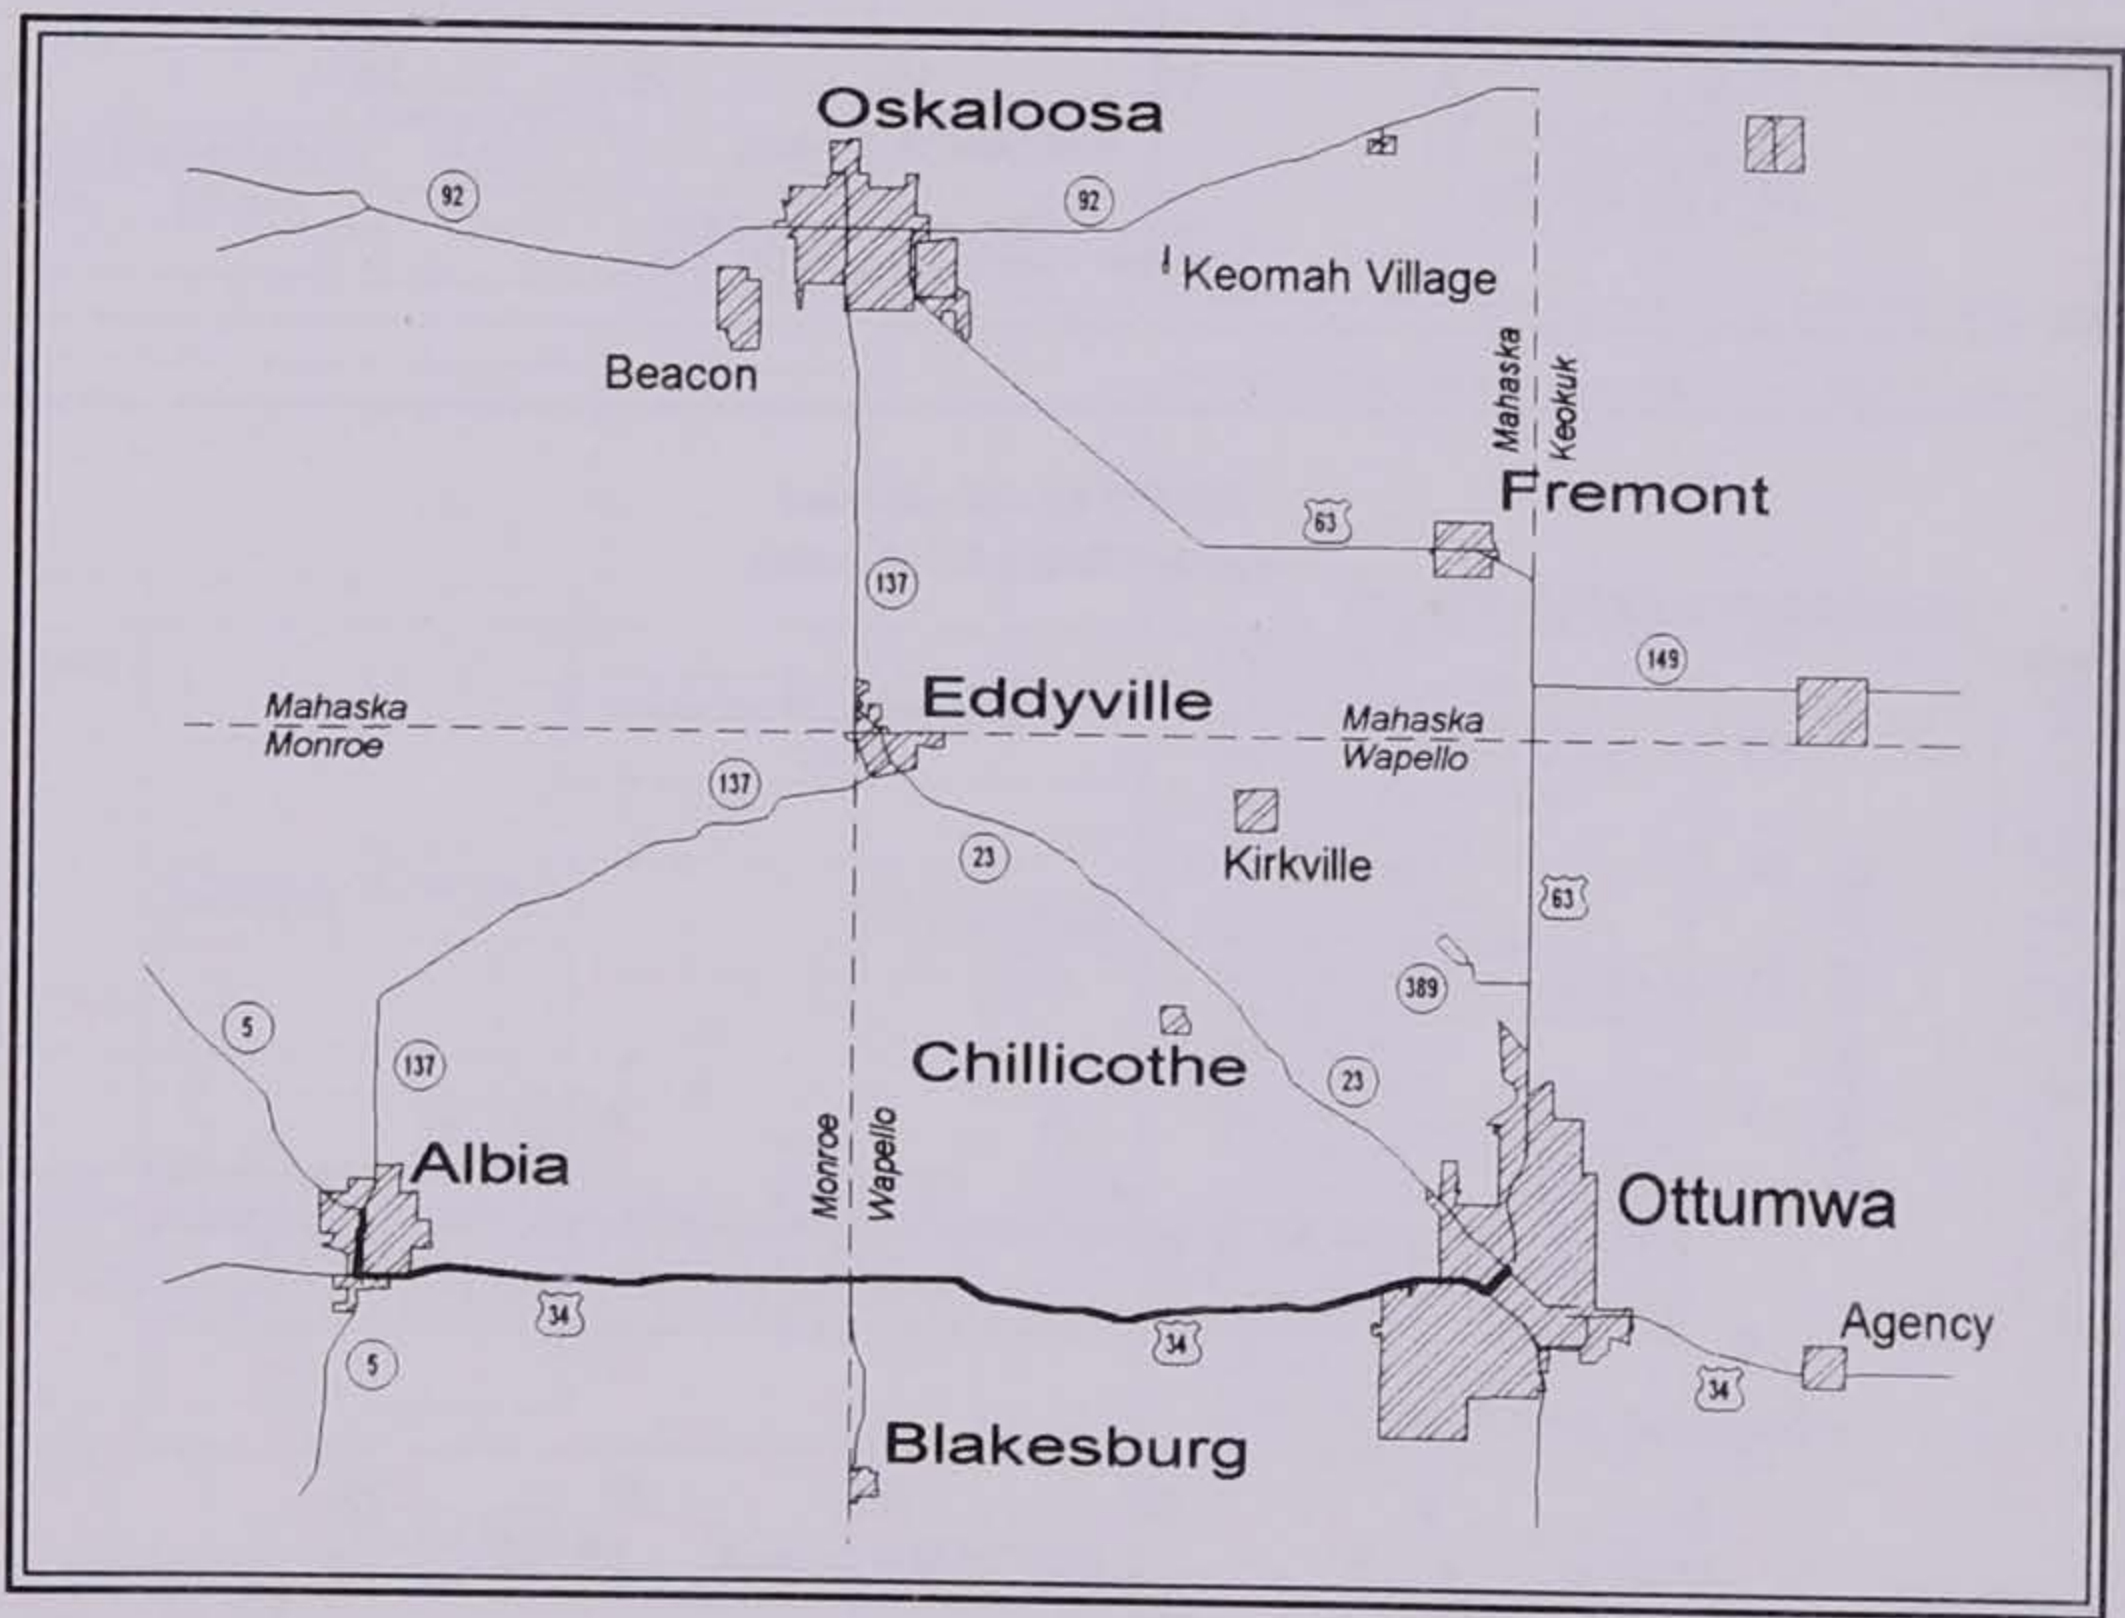 Oskaloosa
92
92
Keomah Village
Beacon
Mahaska
Keokuk
Fremont
63
137
149
Eddyville
Mahaska
Monroe
Mahaska
Wapello
137
23
Kirkville
63
389
5
137
Chillicothe
23
Albia
Monroe
Wapello
Ottumwa
34
34
Agency
5
34
Blakesburg